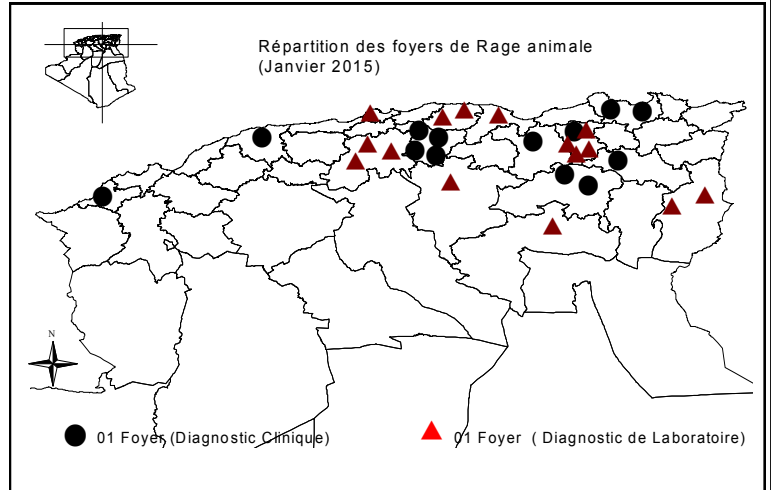 Répartition des foyers de Rage animale
(Janvier 2015)
N
01 Foyer (Diagnostic Clinique)
01 Foyer ( Diagnostic de Laboratoire)